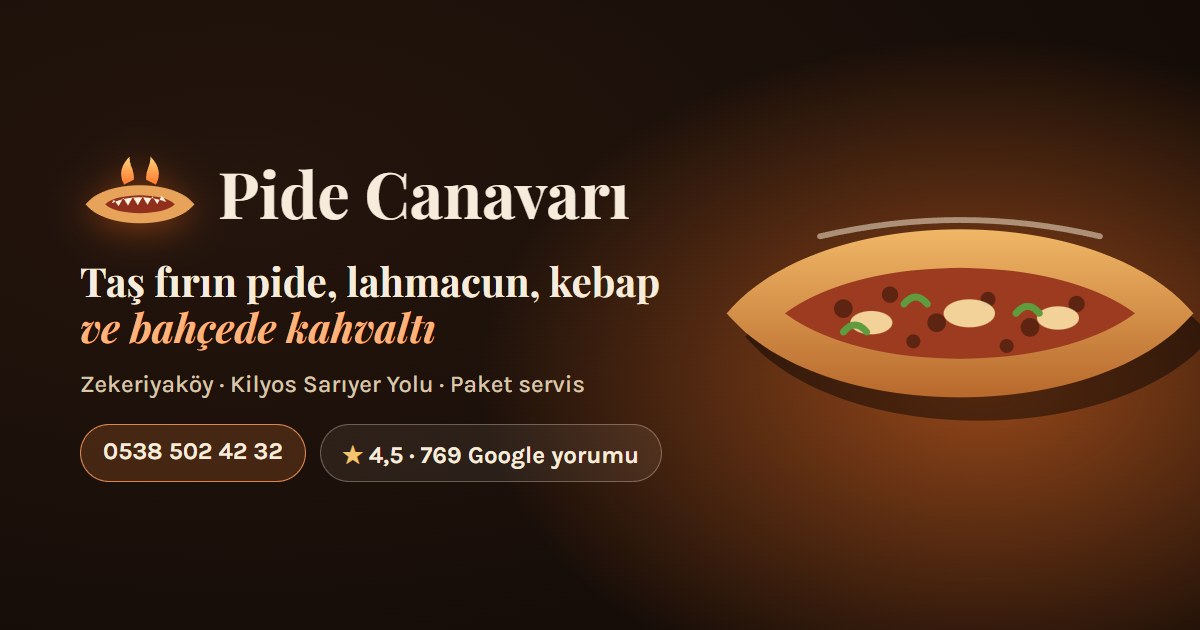 Pide Canavarı
Taş fırın pide, lahmacun, kebap
ve bahçede kahvaltı
Zekeriyaköy · Kilyos Sarıyer Yolu · Paket servis
0538 502 42 32
★ 4,5 · 769 Google yorumu